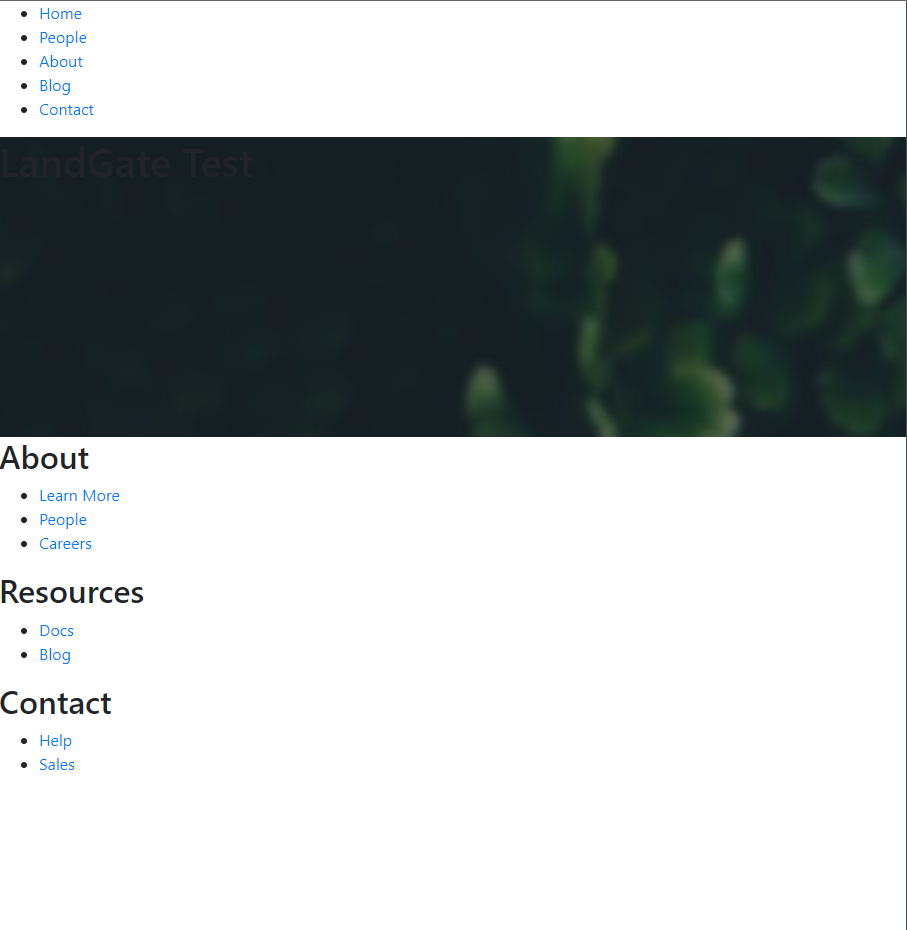 Home
People
About
Blog
Contact
LandGate Test
About
Learn More
People
Careers
Resources
Docs
Blog
Contact
Help
Sales